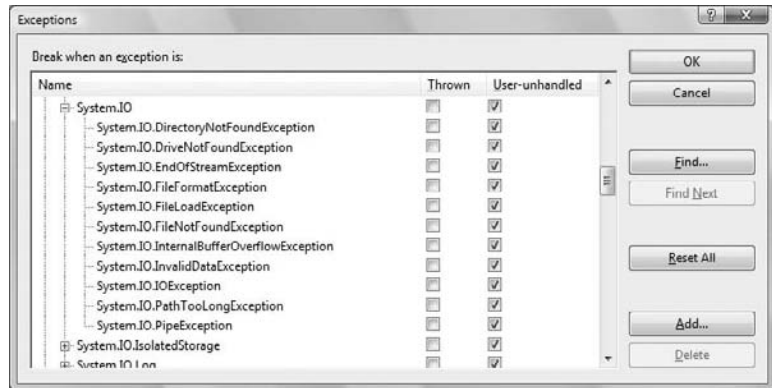 Exceptions
Break when an exception is:
Name Thrown User-unhandled
System.IO
System.IO.DirectoryNotFoundException
System.IO.DriveNotFoundException
System.IO.EndOfStreamException
System.IO.FileFormatException
System.IO.FileLoadException
System.IO.FileNotFoundException
System.IO.InternalBufferOverflowException
System.IO.InvalidDataException
System.IO.IOException
System.IO.PathTooLongException
System.IO.PipeException
System.IO.IsolatedStorage
System.IO.Log
OK
Cancel
Find...
Find Next
Reset All
Add...
Delete